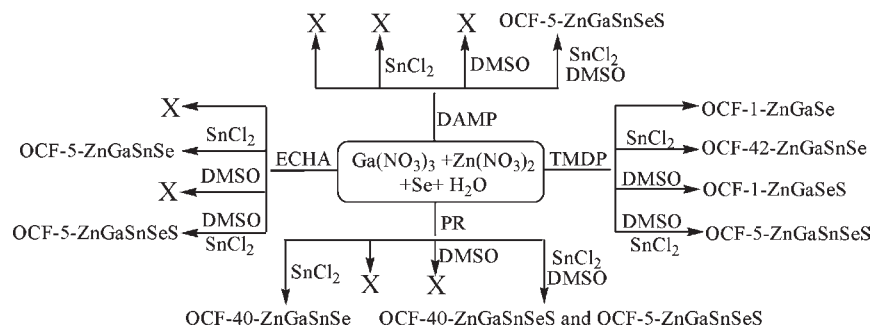 X X X OCF-5-ZnGaSnSeS
SnCl2 DMSO SnCl2
DMSO
DAMP
X OCF-1-ZnGaSe
SnCl2 SnCl2
OCF-5-ZnGaSnSe ECHA Ga(NO3)3 +Zn(NO3)2 TMDP OCF-42-ZnGaSnSe
+Se+ H2O
DMSO DMSO
X OCF-1-ZnGaSeS
DMSO DMSO
OCF-5-ZnGaSnSeS OCF-5-ZnGaSnSeS
SnCl2 SnCl2
PR
SnCl2 DMSO SnCl2
DMSO
X X
OCF-40-ZnGaSnSe OCF-40-ZnGaSnSeS and OCF-5-ZnGaSnSeS